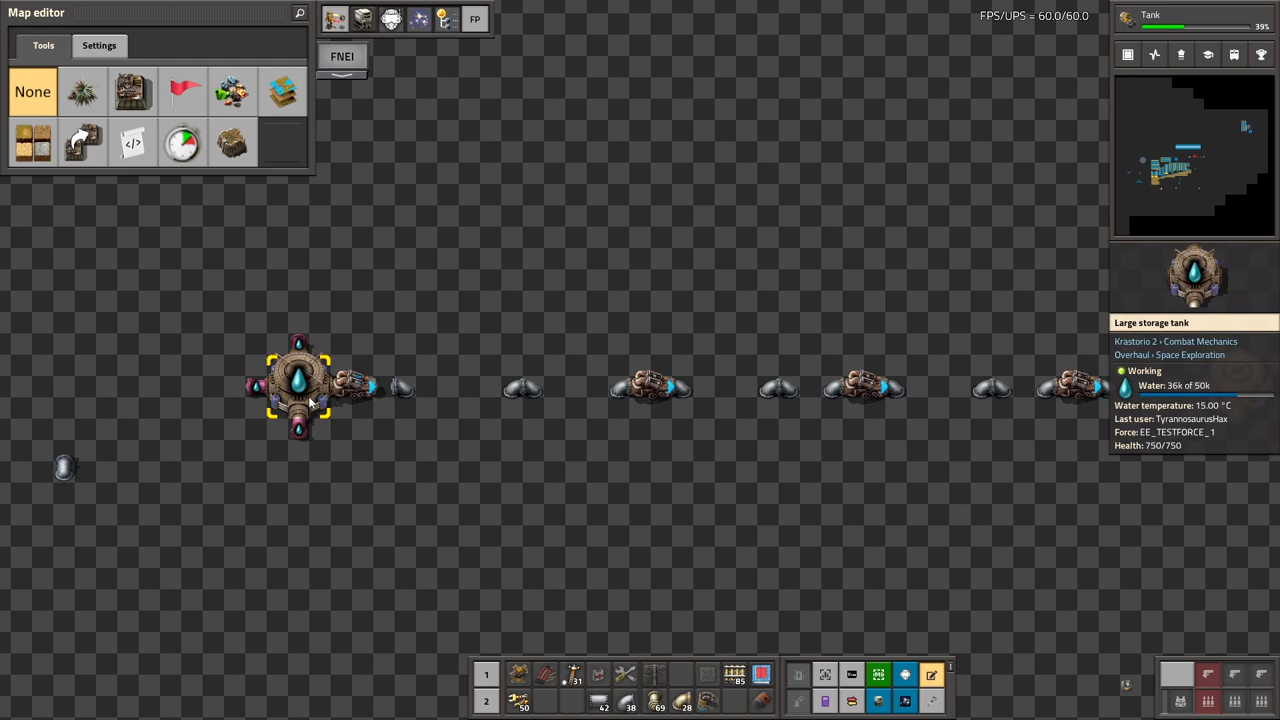 Map editor
FP
FPS/UPS = 60.0/60.0
Tank
39%
Tools
Settings
FNEI
None
</>
Large storage tank
Krastorio 2 › Combat Mechanics
Overhaul › Space Exploration
Working
Water: 36k of 50k
Water temperature: 15.00 °C
Last user: TyrannosaurusHax
Force: EE_TESTFORCE_1
Health: 750/750
1
31
85
2
50
42
38
69
28